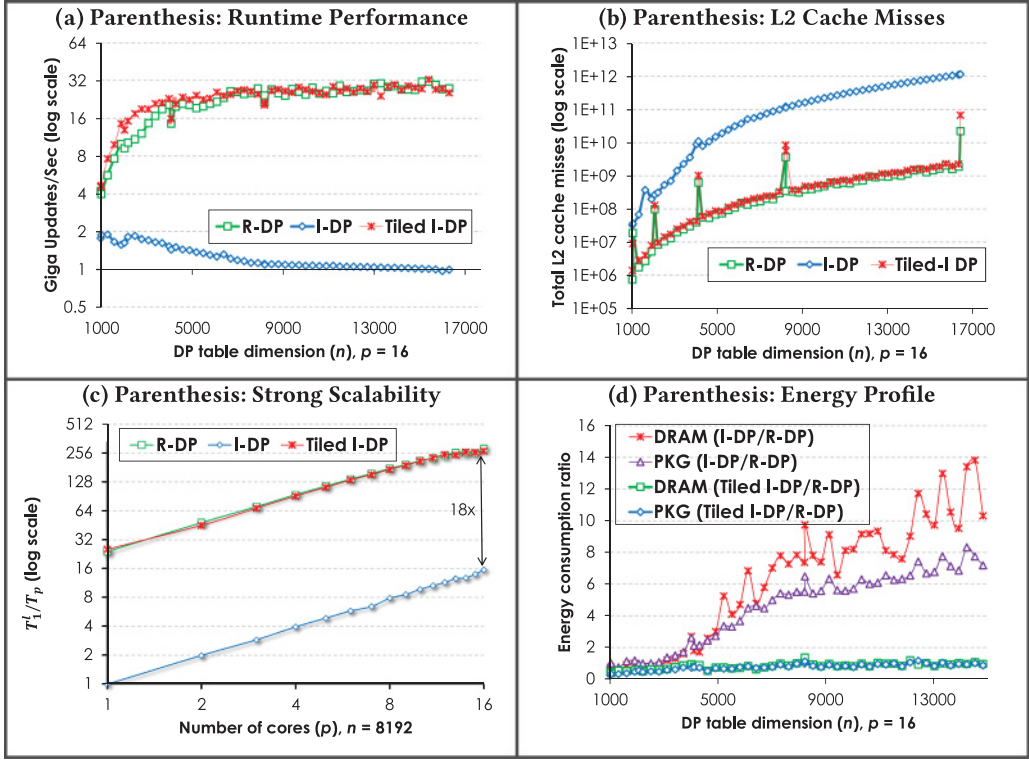 (a) Parenthesis: Runtime Performance
64
32
16
8
4
2
1
0.5
Giga Updates/Sec (log scale)
R-DP I-DP Tiled I-DP
1000 5000 9000 13000 17000
DP table dimension (n), p = 16
(b) Parenthesis: L2 Cache Misses
1E+13
1E+12
1E+11
1E+10
1E+09
1E+08
1E+07
1E+06
1E+05
Total L2 cache misses (log scale)
R-DP I-DP Tiled-I DP
1000 5000 9000 13000 17000
DP table dimension (n), p = 16
(c) Parenthesis: Strong Scalability
512
256
128
64
32
16
8
4
2
1
T_1^I/T_p (log scale)
R-DP I-DP Tiled I-DP
18x
1 2 4 8 16
Number of cores (p), n = 8192
(d) Parenthesis: Energy Profile
16
14
12
10
8
6
4
2
0
Energy consumption ratio
DRAM (I-DP/R-DP)
PKG (I-DP/R-DP)
DRAM (Tiled I-DP/R-DP)
PKG (Tiled I-DP/R-DP)
1000 5000 9000 13000
DP table dimension (n), p = 16